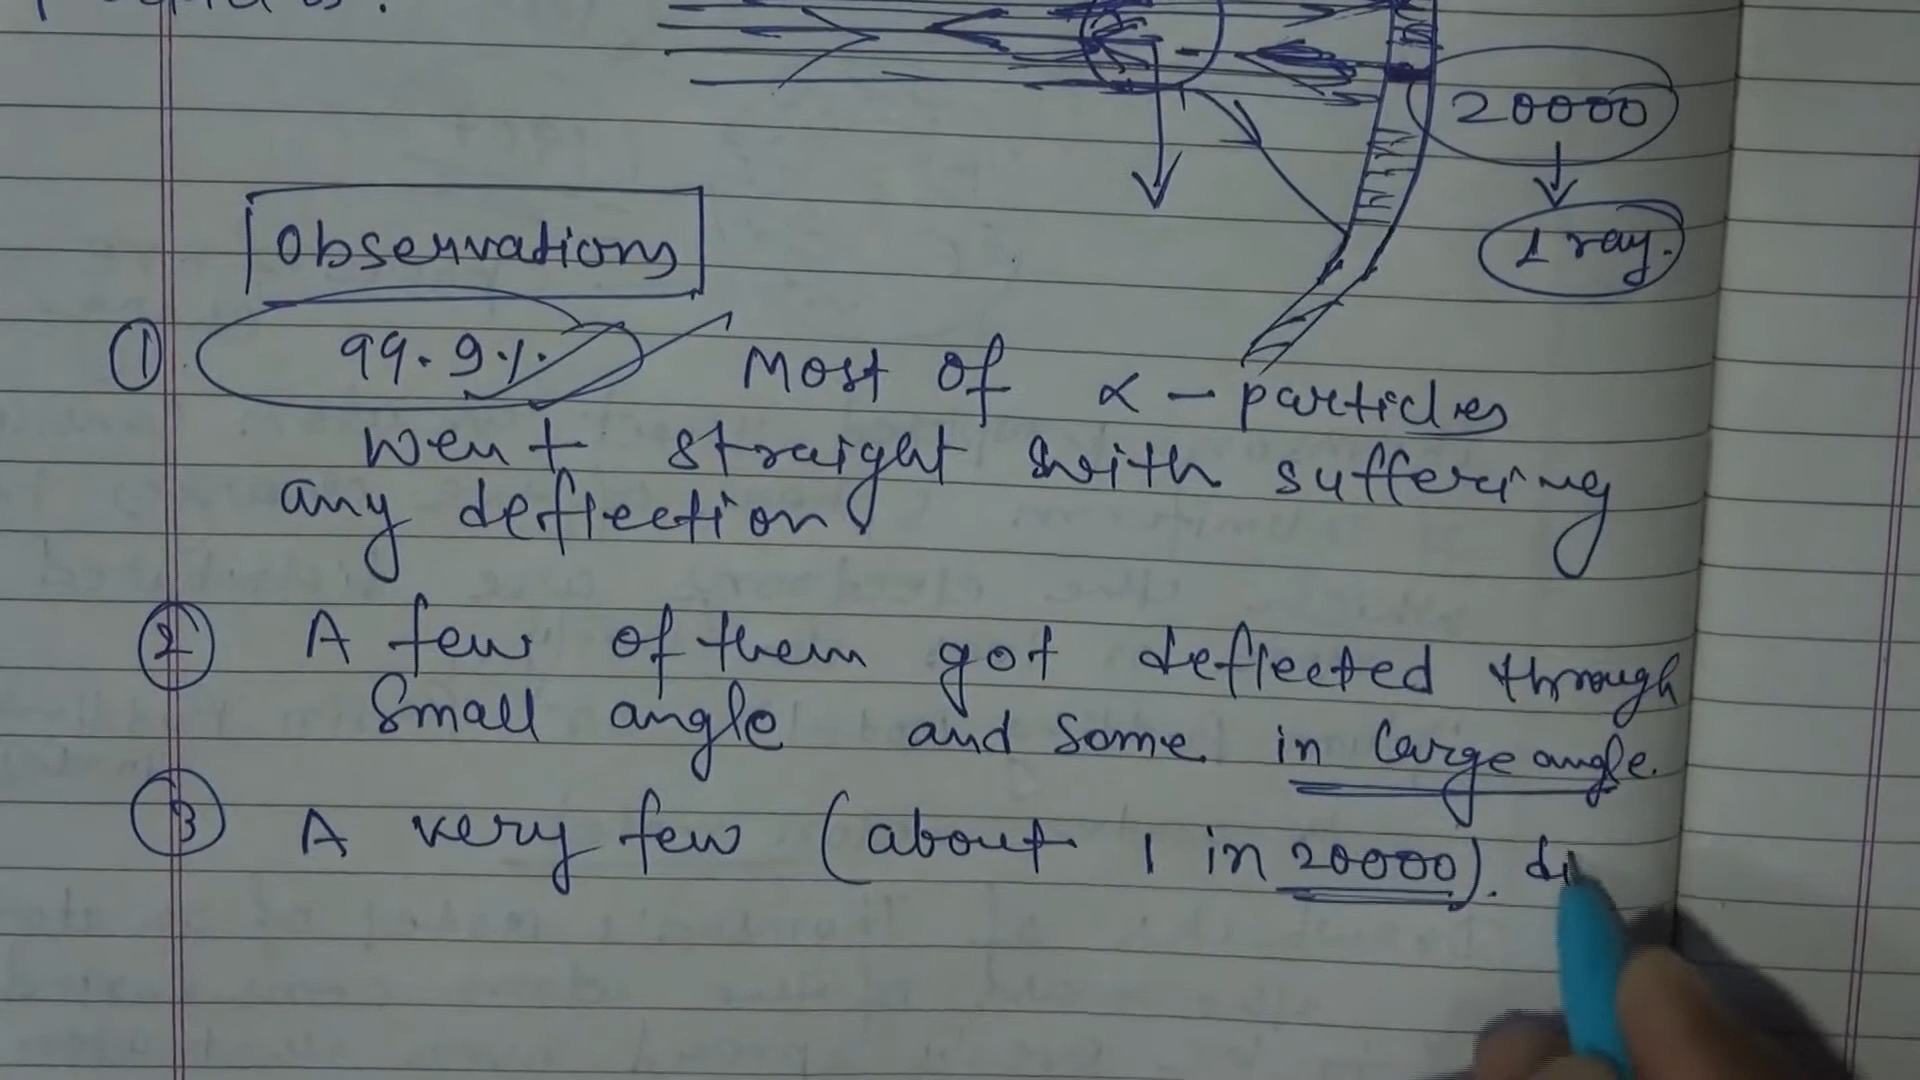 20000
1 ray.
Observations
① 99.9%. Most of α - particles
went straight with suffering
any deflection
② A few of them got deflected through
Small angle and some in large angle.
③ A very few (about 1 in 20000). d